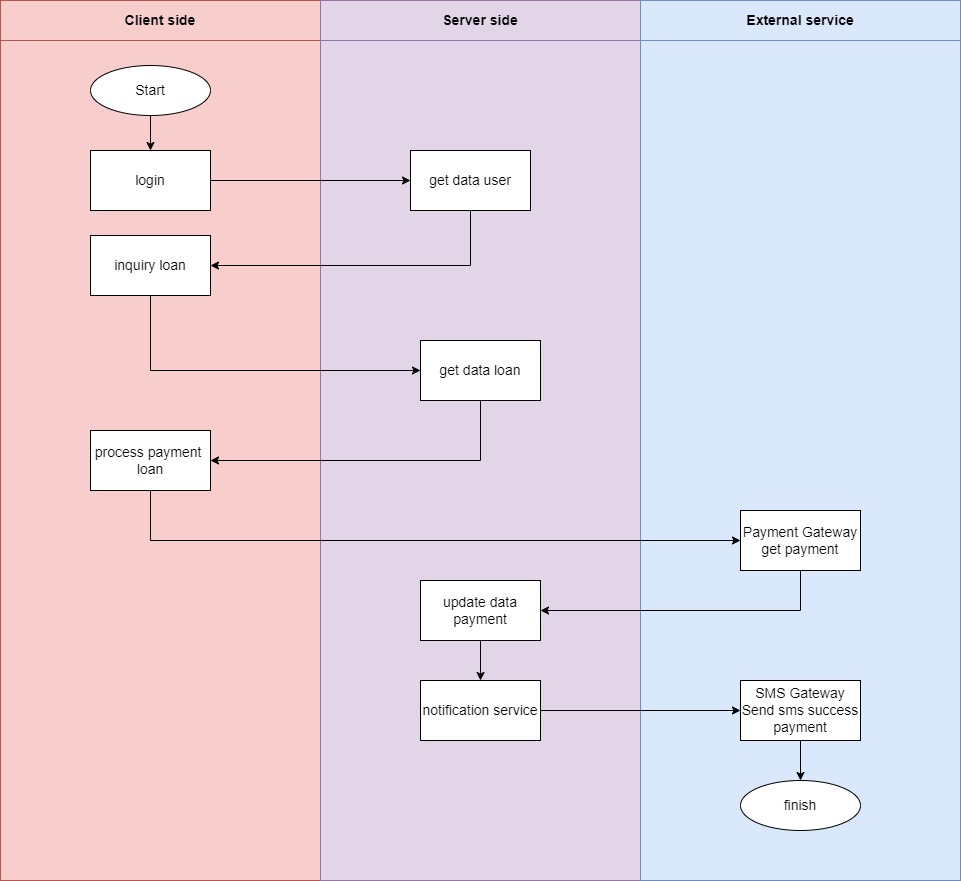 Client side
Server side
External service
Start
login
get data user
inquiry loan
get data loan
process payment
loan
Payment Gateway
get payment
update data
payment
notification service
SMS Gateway
Send sms success
payment
finish